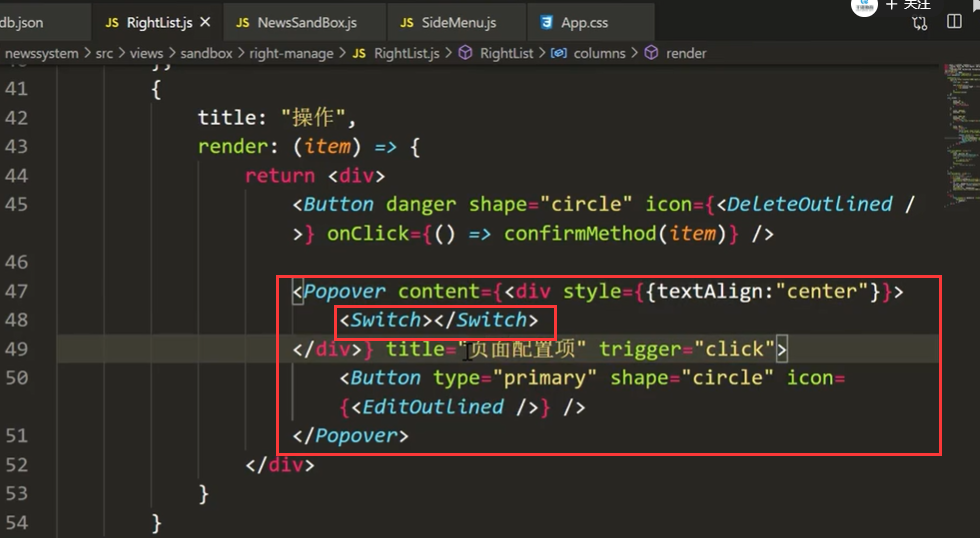 db.json JS RightList.js × JS NewsSandBox.js JS SideMenu.js App.css
+ 关注
newssystem > src > views > sandbox > right-manage > JS RightList.js > RightList > columns > render
41 {
42 title: "操作",
43 render: (item) => {
44 return <div>
45 <Button danger shape="circle" icon={<DeleteOutlined /
>} onClick={() => confirmMethod(item)} />
46
47 <Popover content={<div style={{textAlign:"center"}}>
48 <Switch></Switch>
49 </div>} title="页面配置项" trigger="click">
50 <Button type="primary" shape="circle" icon=
{<EditOutlined />} />
51 </Popover>
52 </div>
53 }
54 }